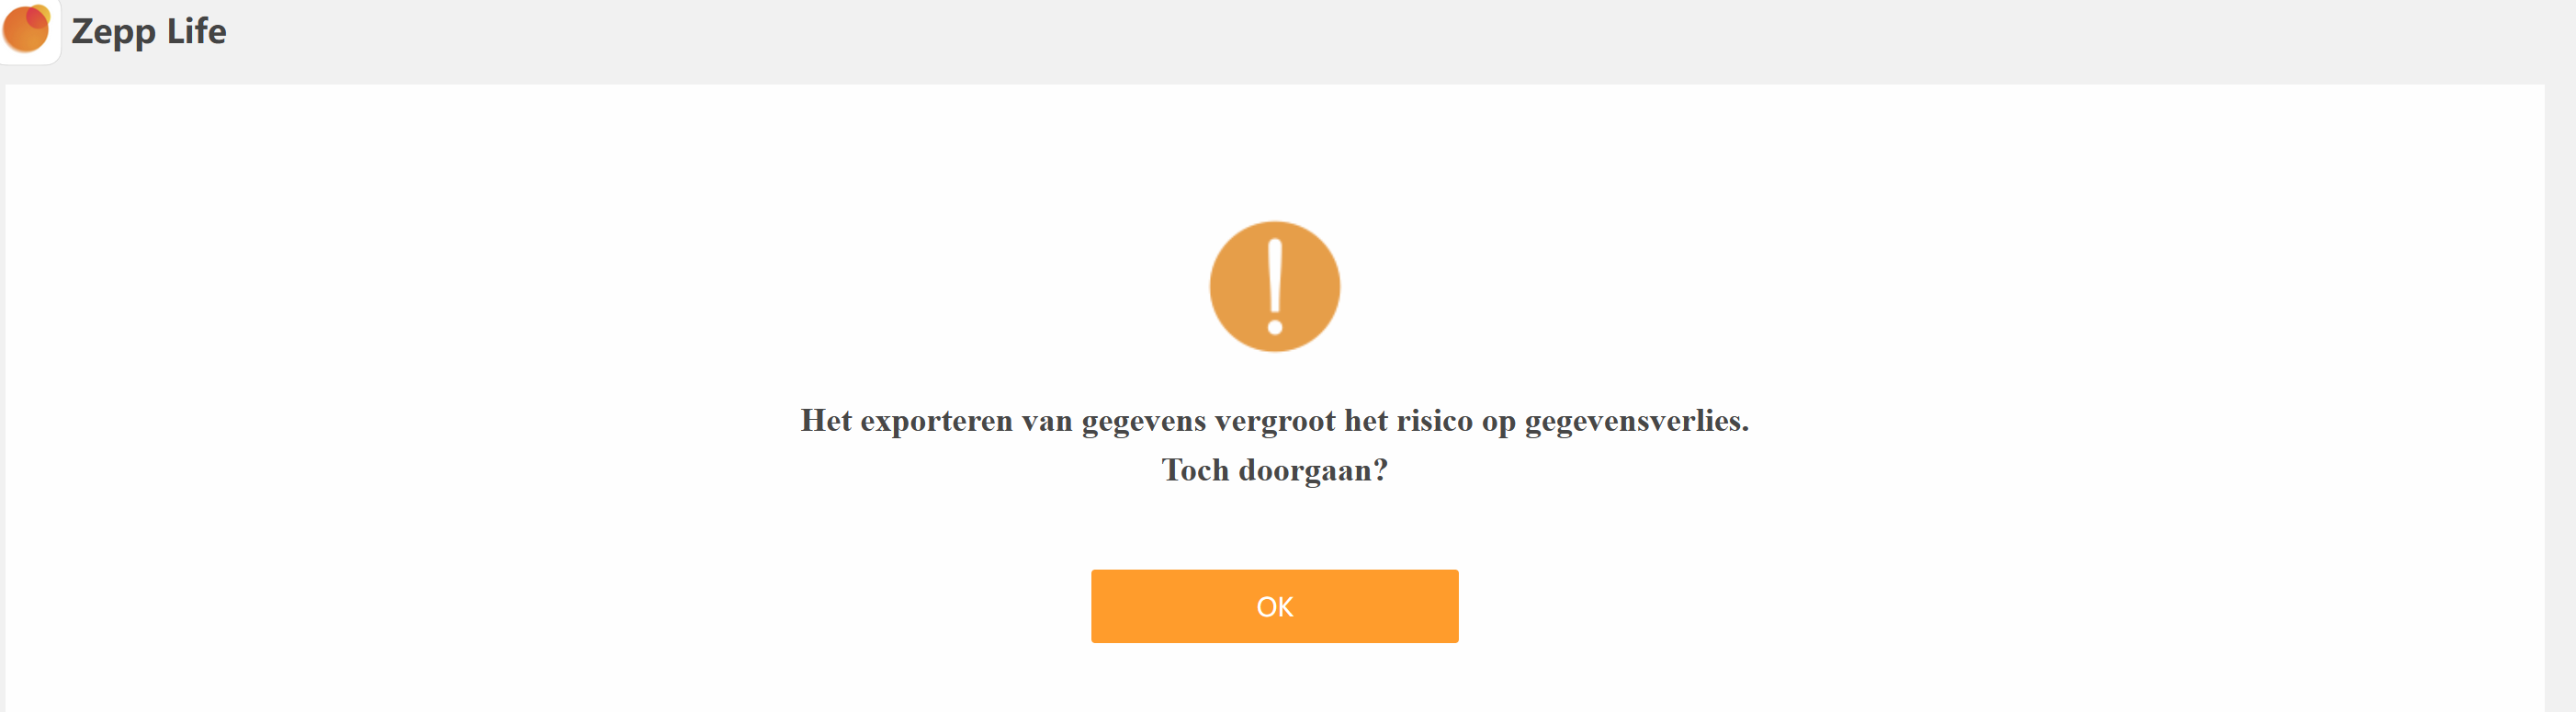 Zepp Life
Het exporteren van gegevens vergroot het risico op gegevensverlies.
Toch doorgaan?
OK